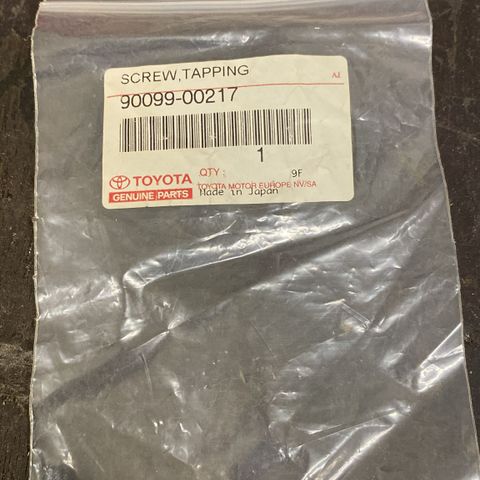 SCREW,TAPPING
AI
90099-00217
1
QTY: 9F
TOYOTA
TOYOTA MOTOR EUROPE NV/SA
GENUINE PARTS
Made in Japan